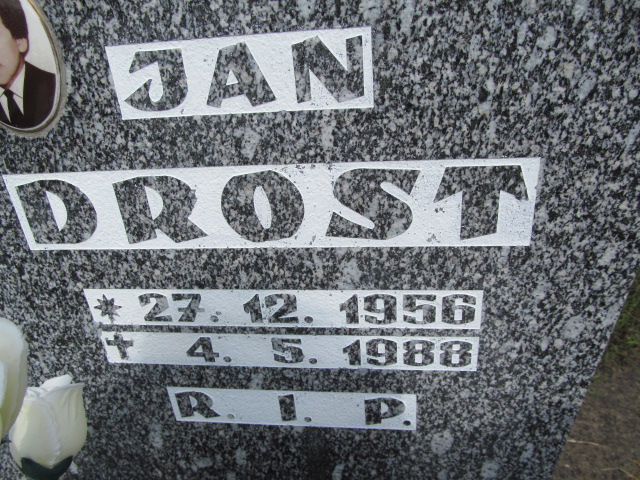 JAN
DROST
* 27. 12. 1956
† 4. 5. 1988
R. I. P.